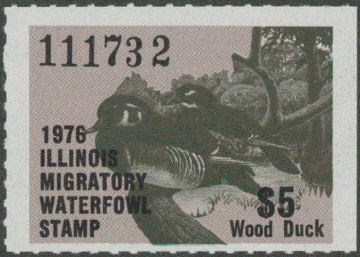 111732
1976
ILLINOIS
MIGRATORY
WATERFOWL
STAMP
$5
Wood Duck